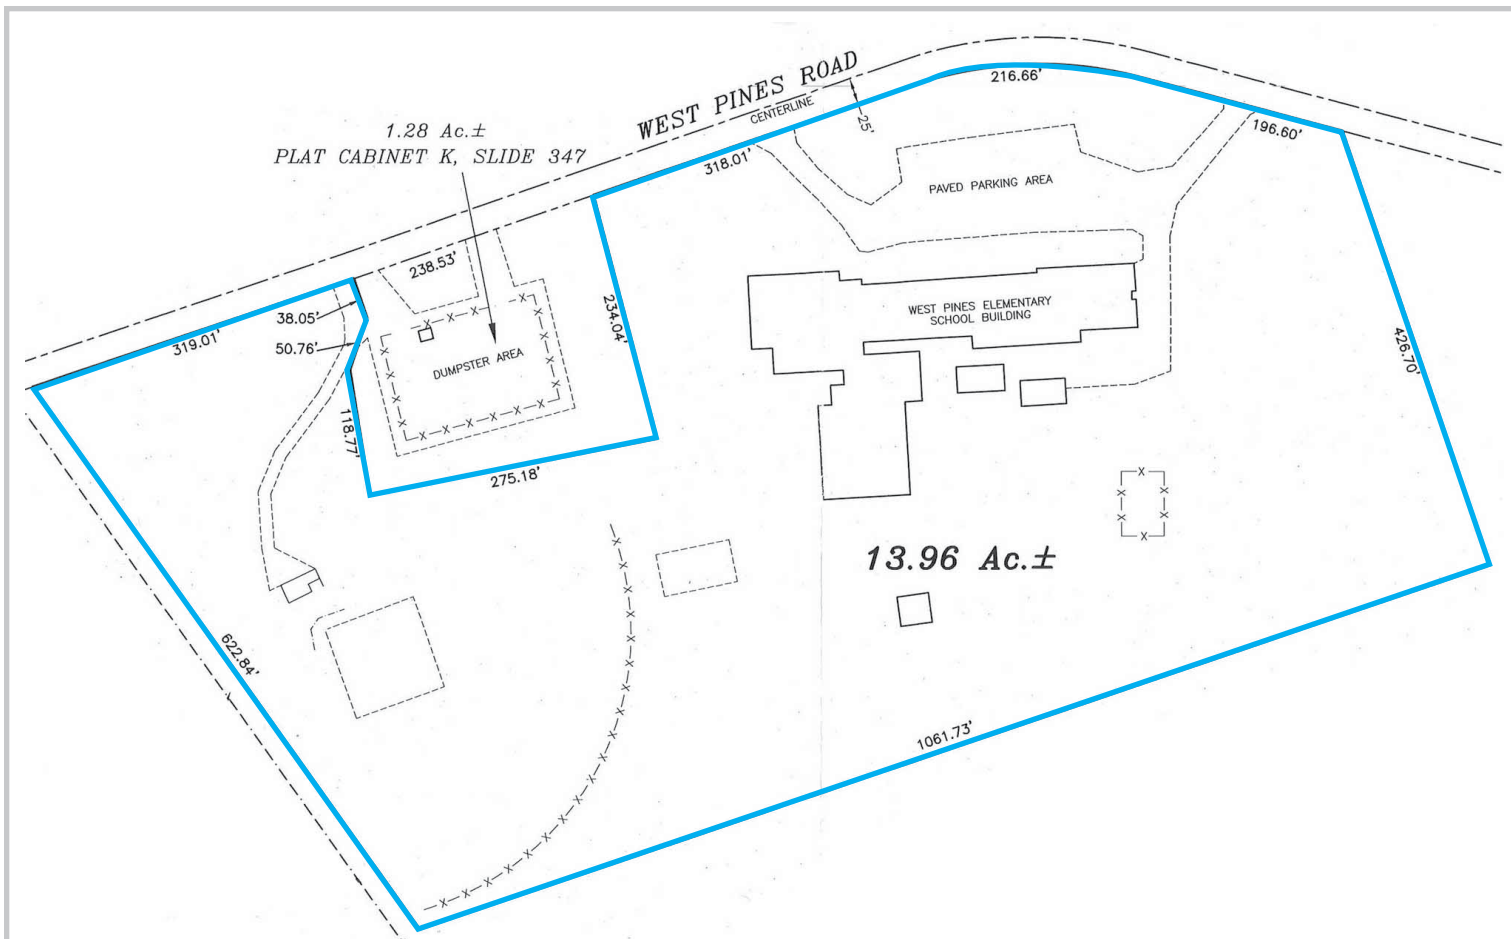 WEST PINES ROAD
CENTERLINE
25'
216.66'
196.60'
1.28 Ac.±
PLAT CABINET K, SLIDE 347
318.01'
PAVED PARKING AREA
238.53'
38.05'
319.01'
50.76'
234.04'
DUMPSTER AREA
WEST PINES ELEMENTARY
SCHOOL BUILDING
426.70'
118.77'
275.18'
13.96 Ac.±
622.84'
1061.73'